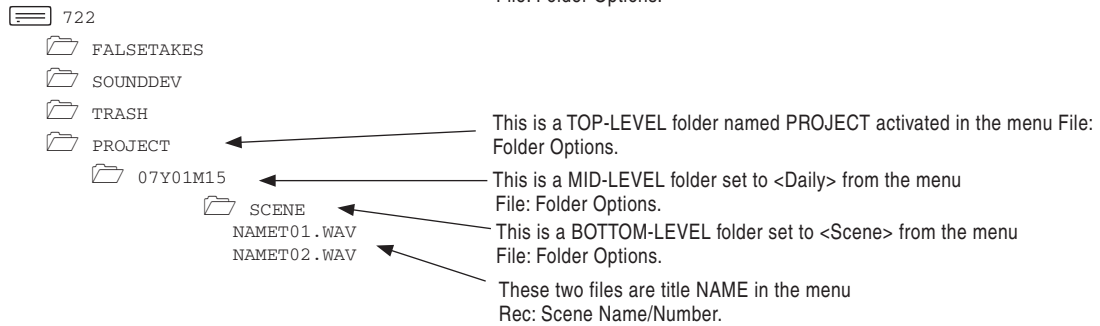 File: Folder Options.
722
FALSETAKES
SOUNDDEV
TRASH
PROJECT
This is a TOP-LEVEL folder named PROJECT activated in the menu File:
Folder Options.
07Y01M15
This is a MID-LEVEL folder set to <Daily> from the menu
File: Folder Options.
SCENE
This is a BOTTOM-LEVEL folder set to <Scene> from the menu
File: Folder Options.
NAMET01.WAV
NAMET02.WAV
These two files are title NAME in the menu
Rec: Scene Name/Number.